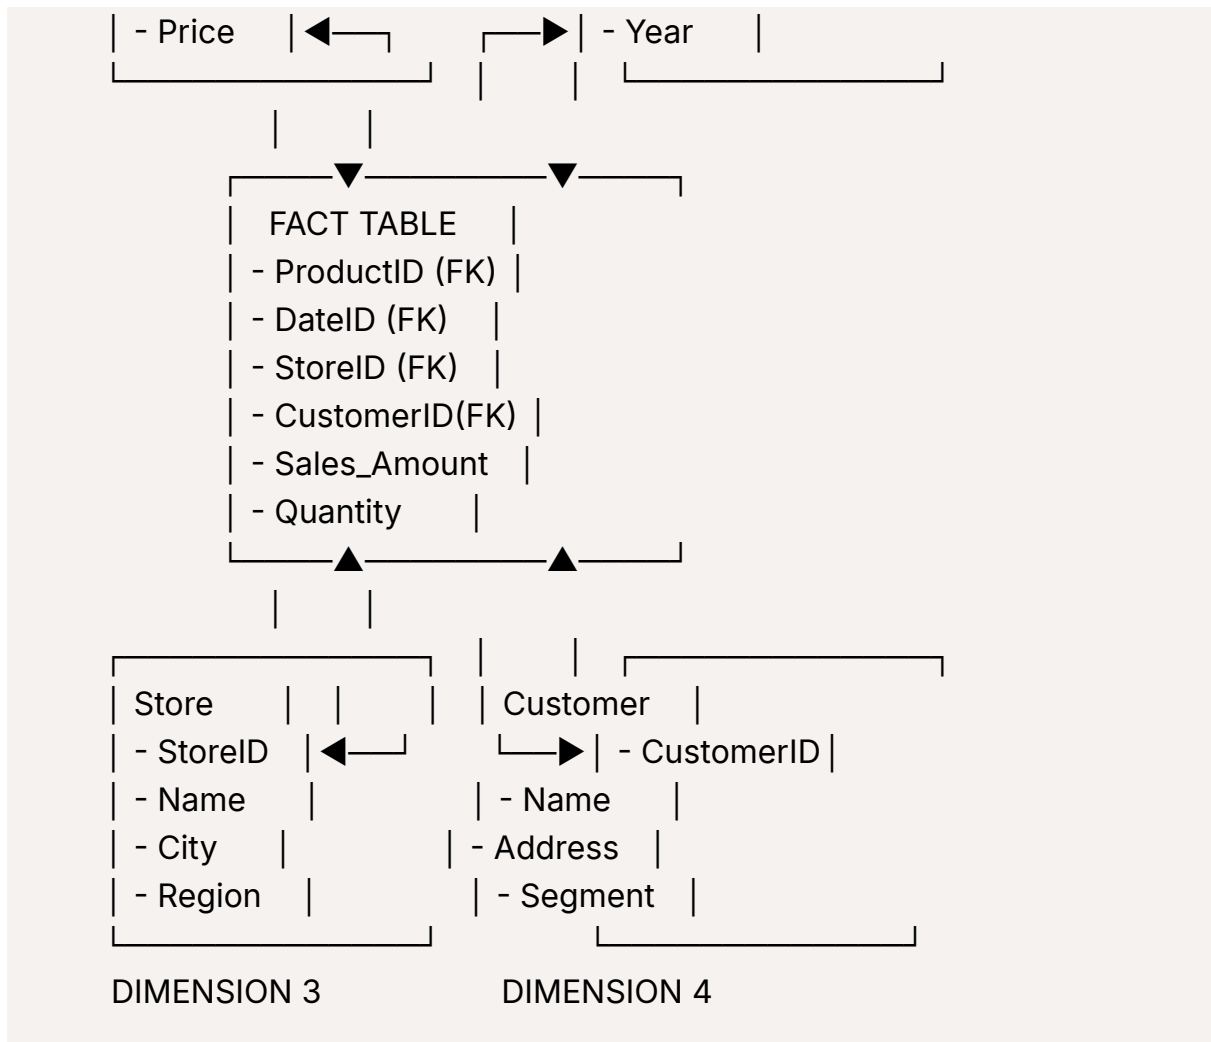 - Price - Year
FACT TABLE
- ProductID (FK)
- DateID (FK)
- StoreID (FK)
- CustomerID(FK)
- Sales_Amount
- Quantity
Store Customer
- StoreID - CustomerID
- Name - Name
- City - Address
- Region - Segment
DIMENSION 3 DIMENSION 4